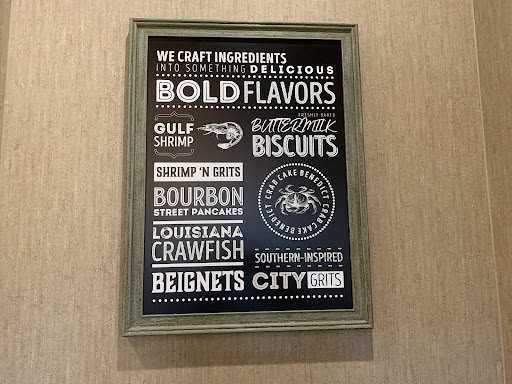 WE CRAFT INGREDIENTS
INTO SOMETHING DELICIOUS
BOLD FLAVORS
GULF
SHRIMP
FRESHLY BAKED
BUTTERMILK
BISCUITS
SHRIMP 'N GRITS
BOURBON
STREET PANCAKES
CRAB CAKE BENEDICT CRAB CAKE BENEDICT
LOUISIANA
CRAWFISH
BEIGNETS
SOUTHERN-INSPIRED
CITY GRITS